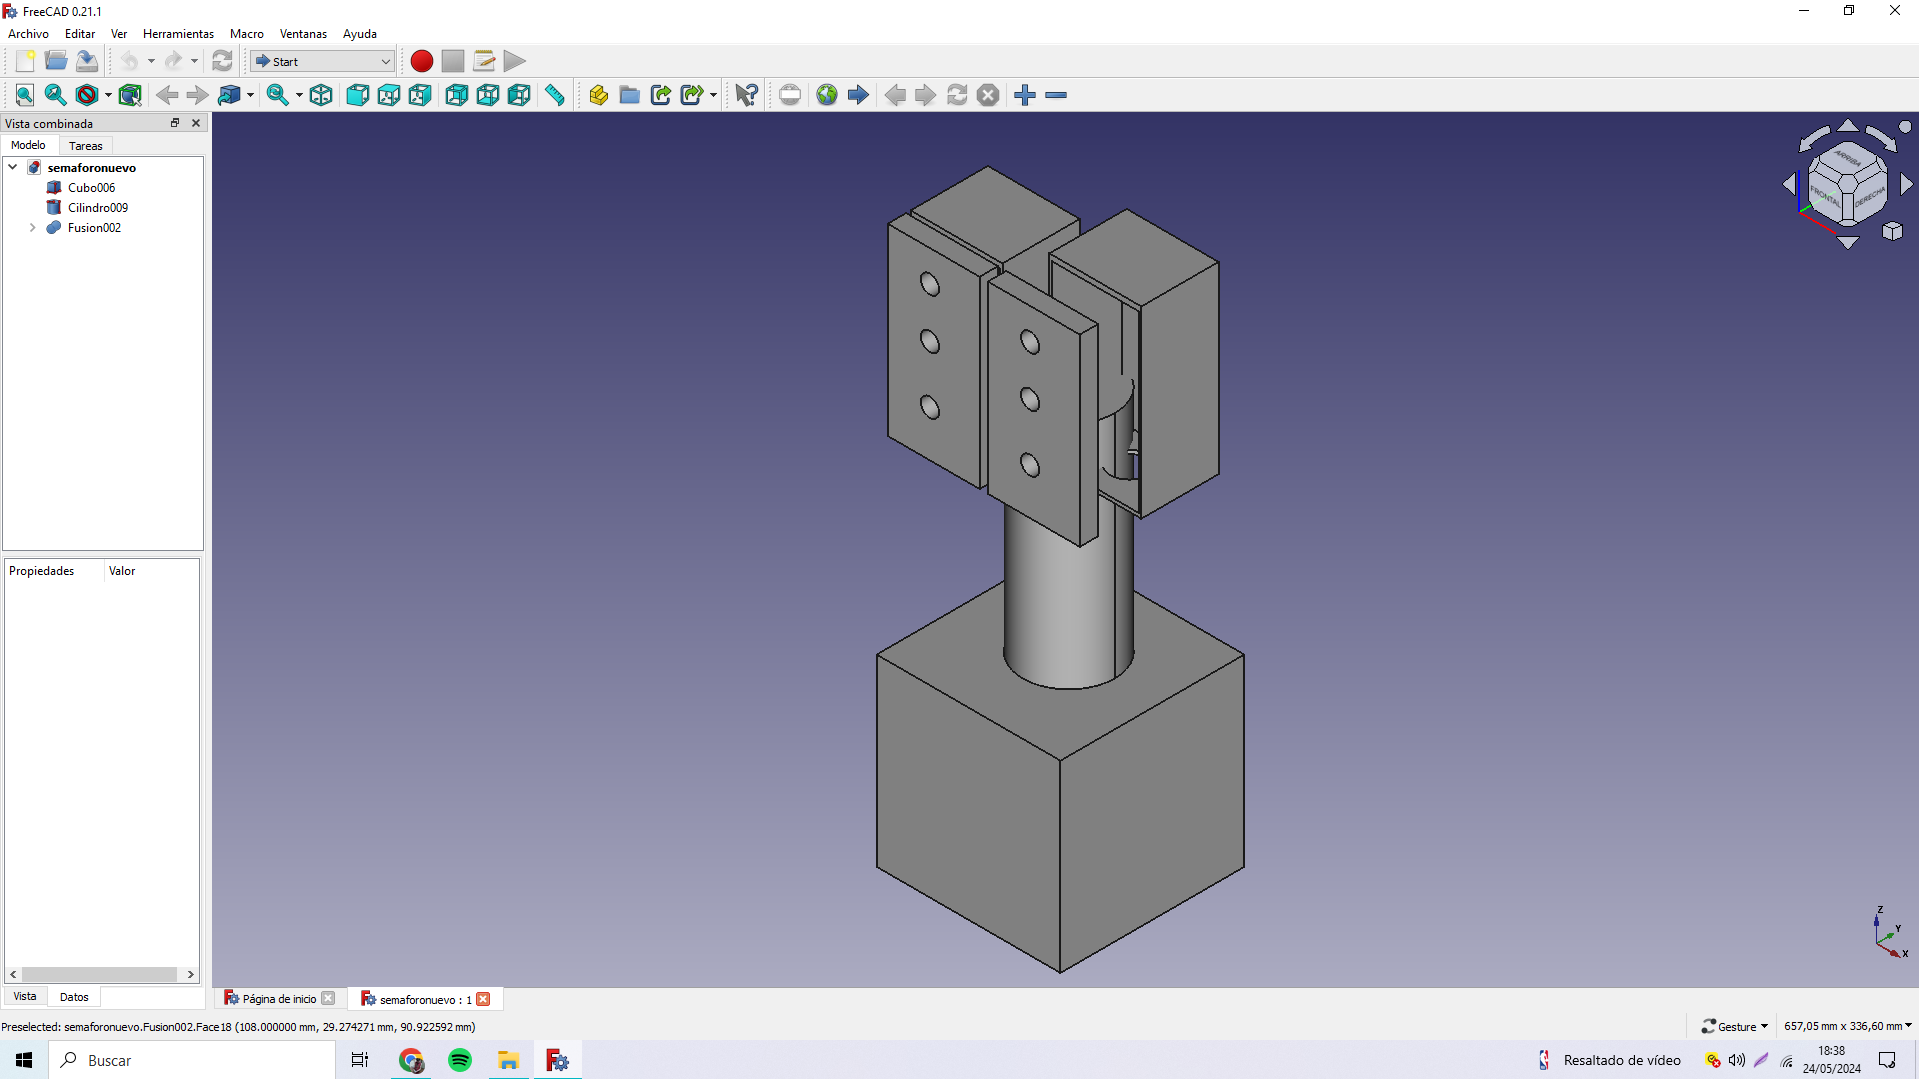 FreeCAD 0.21.1
Archivo Editar Ver Herramientas Macro Ventanas Ayuda
Start
Vista combinada
Modelo Tareas
semaforonuevo
Cubo006
Cilindro009
Fusion002
ARRIBA
FRONTAL DERECHA
Propiedades Valor
Z
Y
X
Vista Datos
Página de inicio semaforonuevo : 1
Preselected: semaforonuevo.Fusion002.Face18 (108.000000 mm, 29.274271 mm, 90.922592 mm)
Gesture 657,05 mm x 336,60 mm
Buscar
Resaltado de vídeo
18:38
24/05/2024